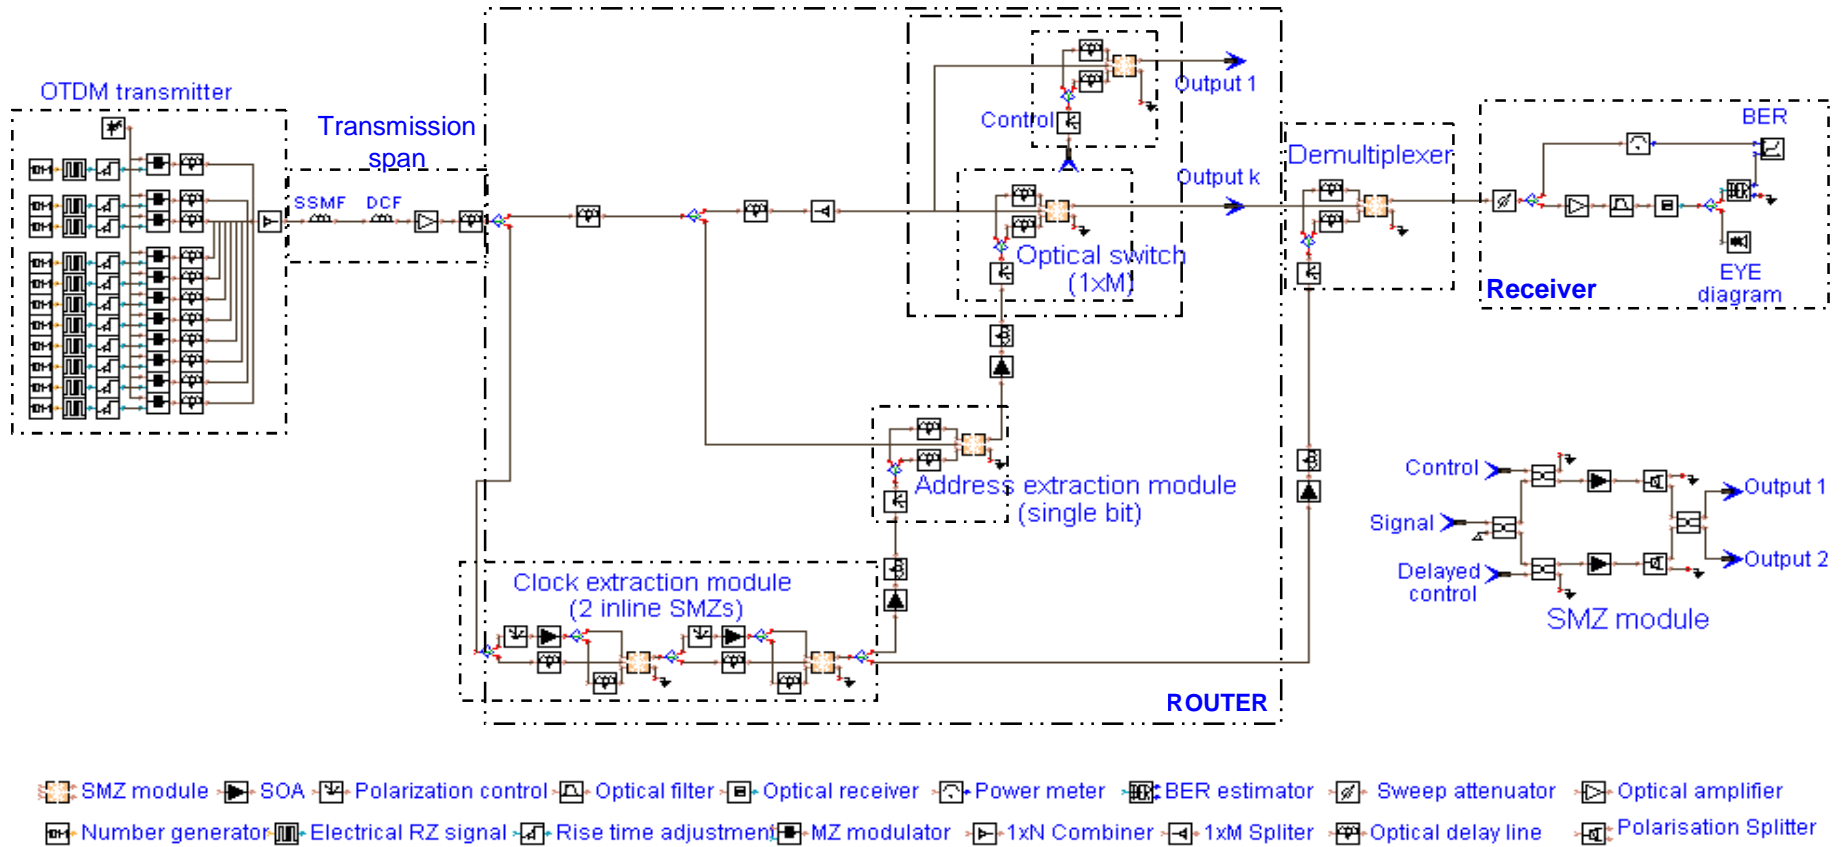 OTDM transmitter
Transmission
span
SSMF
DCF
Output 1
Control
Output k
Optical switch
(1xM)
Demultiplexer
BER
EYE
diagram
Receiver
Address extraction module
(single bit)
Clock extraction module
(2 inline SMZs)
ROUTER
Control
Signal
Delayed
control
Output 1
Output 2
SMZ module
SMZ module
SOA
Polarization control
Optical filter
Optical receiver
Power meter
BER estimator
Sweep attenuator
Optical amplifier
Number generator
Electrical RZ signal
Rise time adjustment
MZ modulator
1xN Combiner
1xM Spliter
Optical delay line
Polarisation Splitter